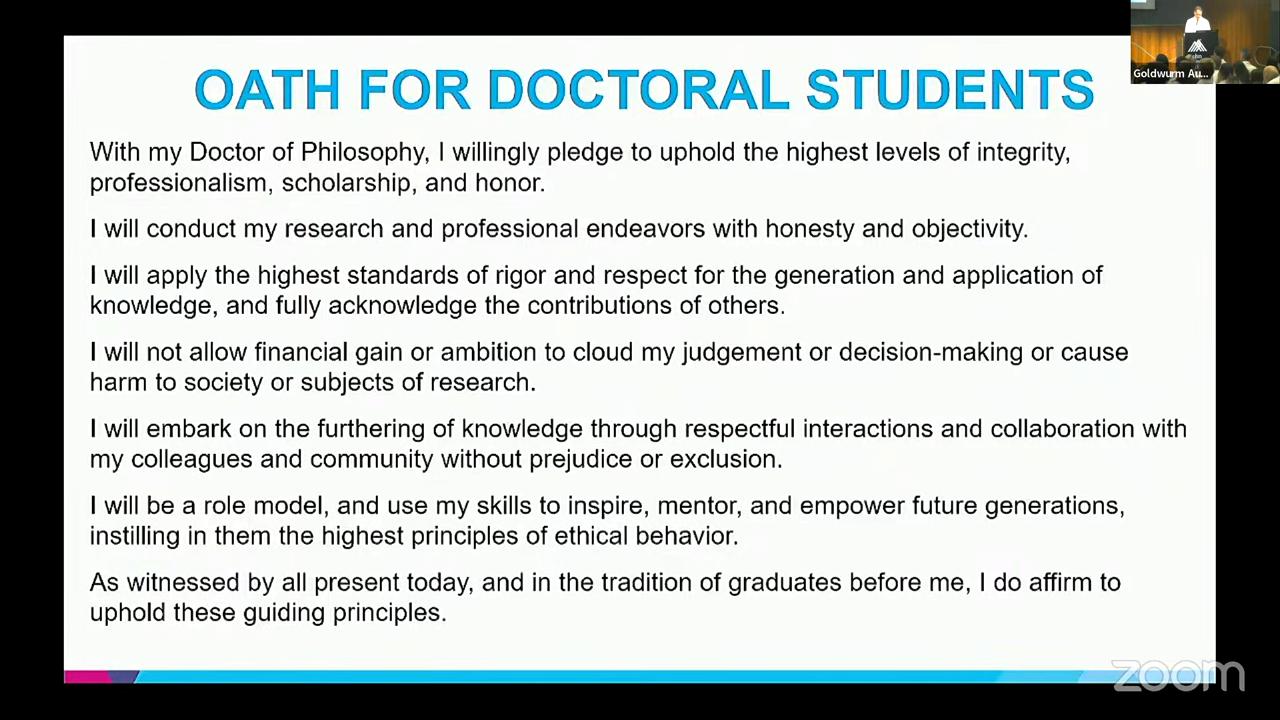 OATH FOR DOCTORAL STUDENTS
With my Doctor of Philosophy, I willingly pledge to uphold the highest levels of integrity,
professionalism, scholarship, and honor.
I will conduct my research and professional endeavors with honesty and objectivity.
I will apply the highest standards of rigor and respect for the generation and application of
knowledge, and fully acknowledge the contributions of others.
I will not allow financial gain or ambition to cloud my judgement or decision-making or cause
harm to society or subjects of research.
I will embark on the furthering of knowledge through respectful interactions and collaboration with
my colleagues and community without prejudice or exclusion.
I will be a role model, and use my skills to inspire, mentor, and empower future generations,
instilling in them the highest principles of ethical behavior.
As witnessed by all present today, and in the tradition of graduates before me, I do affirm to
uphold these guiding principles.
Goldwurm Au...
zoom